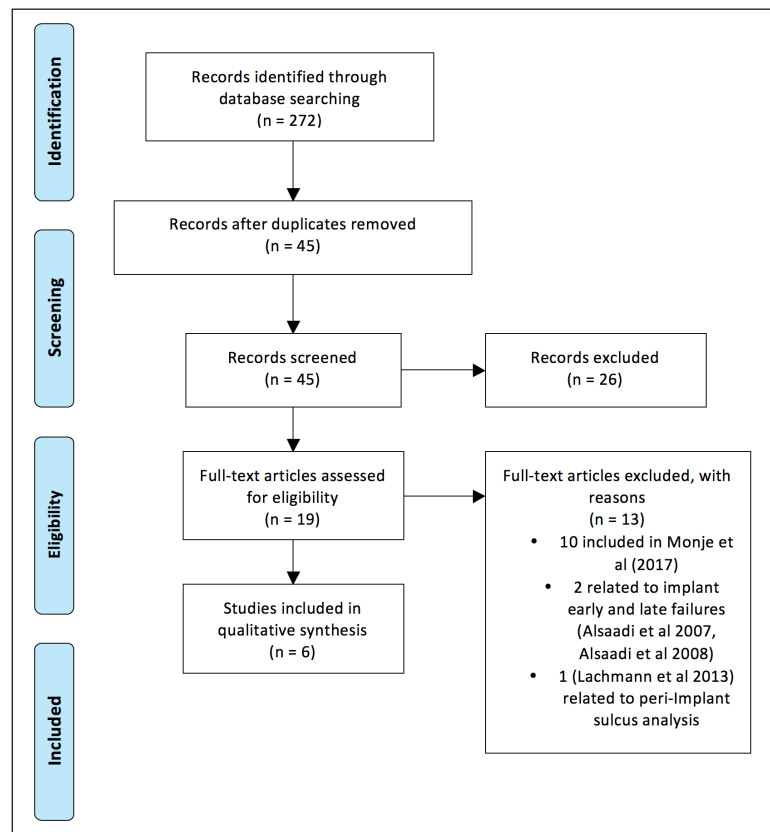 Identification
Records identified through
database searching
(n = 272)
Records after duplicates removed
(n = 45)
Screening
Records screened
(n = 45)
Records excluded
(n = 26)
Eligibility
Full-text articles assessed
for eligibility
(n = 19)
Full-text articles excluded, with
reasons
(n = 13)
• 10 included in Monje et
al (2017)
• 2 related to implant
early and late failures
(Alsaadi et al 2007,
Alsaadi et al 2008)
• 1 (Lachmann et al 2013)
related to peri-Implant
sulcus analysis
Studies included in
qualitative synthesis
(n = 6)
Included